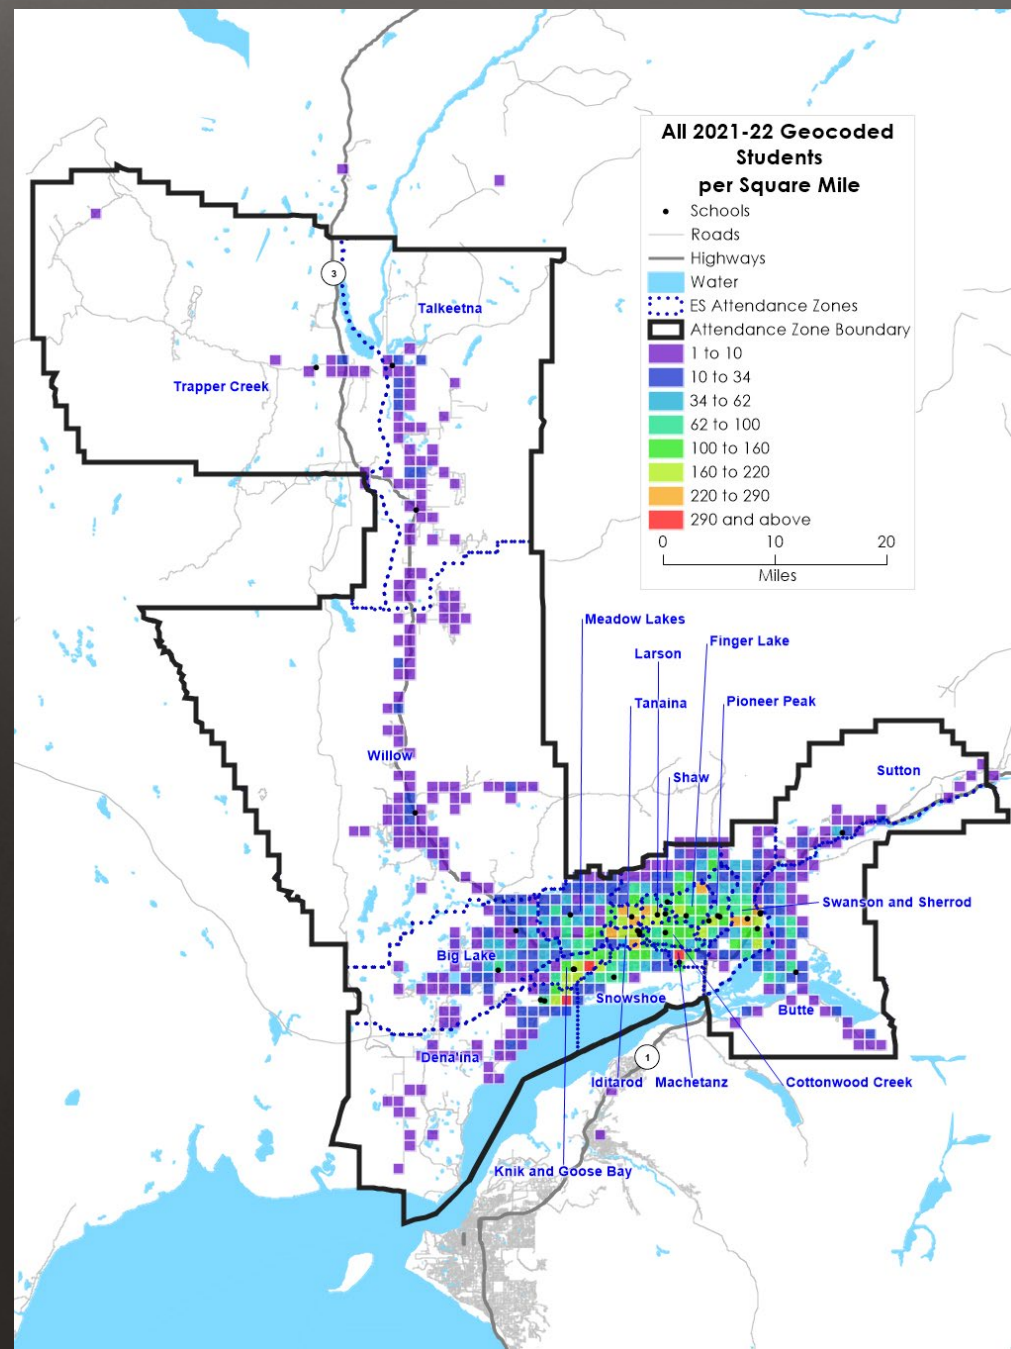 All 2021-22 Geocoded
Students
per Square Mile
Schools
Roads
Highways
Water
ES Attendance Zones
Attendance Zone Boundary
1 to 10
10 to 34
34 to 62
62 to 100
100 to 160
160 to 220
220 to 290
290 and above
0 10 20
Miles
3
Talkeetna
Trapper Creek
Meadow Lakes
Finger Lake
Larson
Tanaina
Pioneer Peak
Willow
Shaw
Sutton
Swanson and Sherrod
Big Lake
Snowshoe
Butte
Dena'ina
1
Iditarod
Machetanz
Cottonwood Creek
Knik and Goose Bay